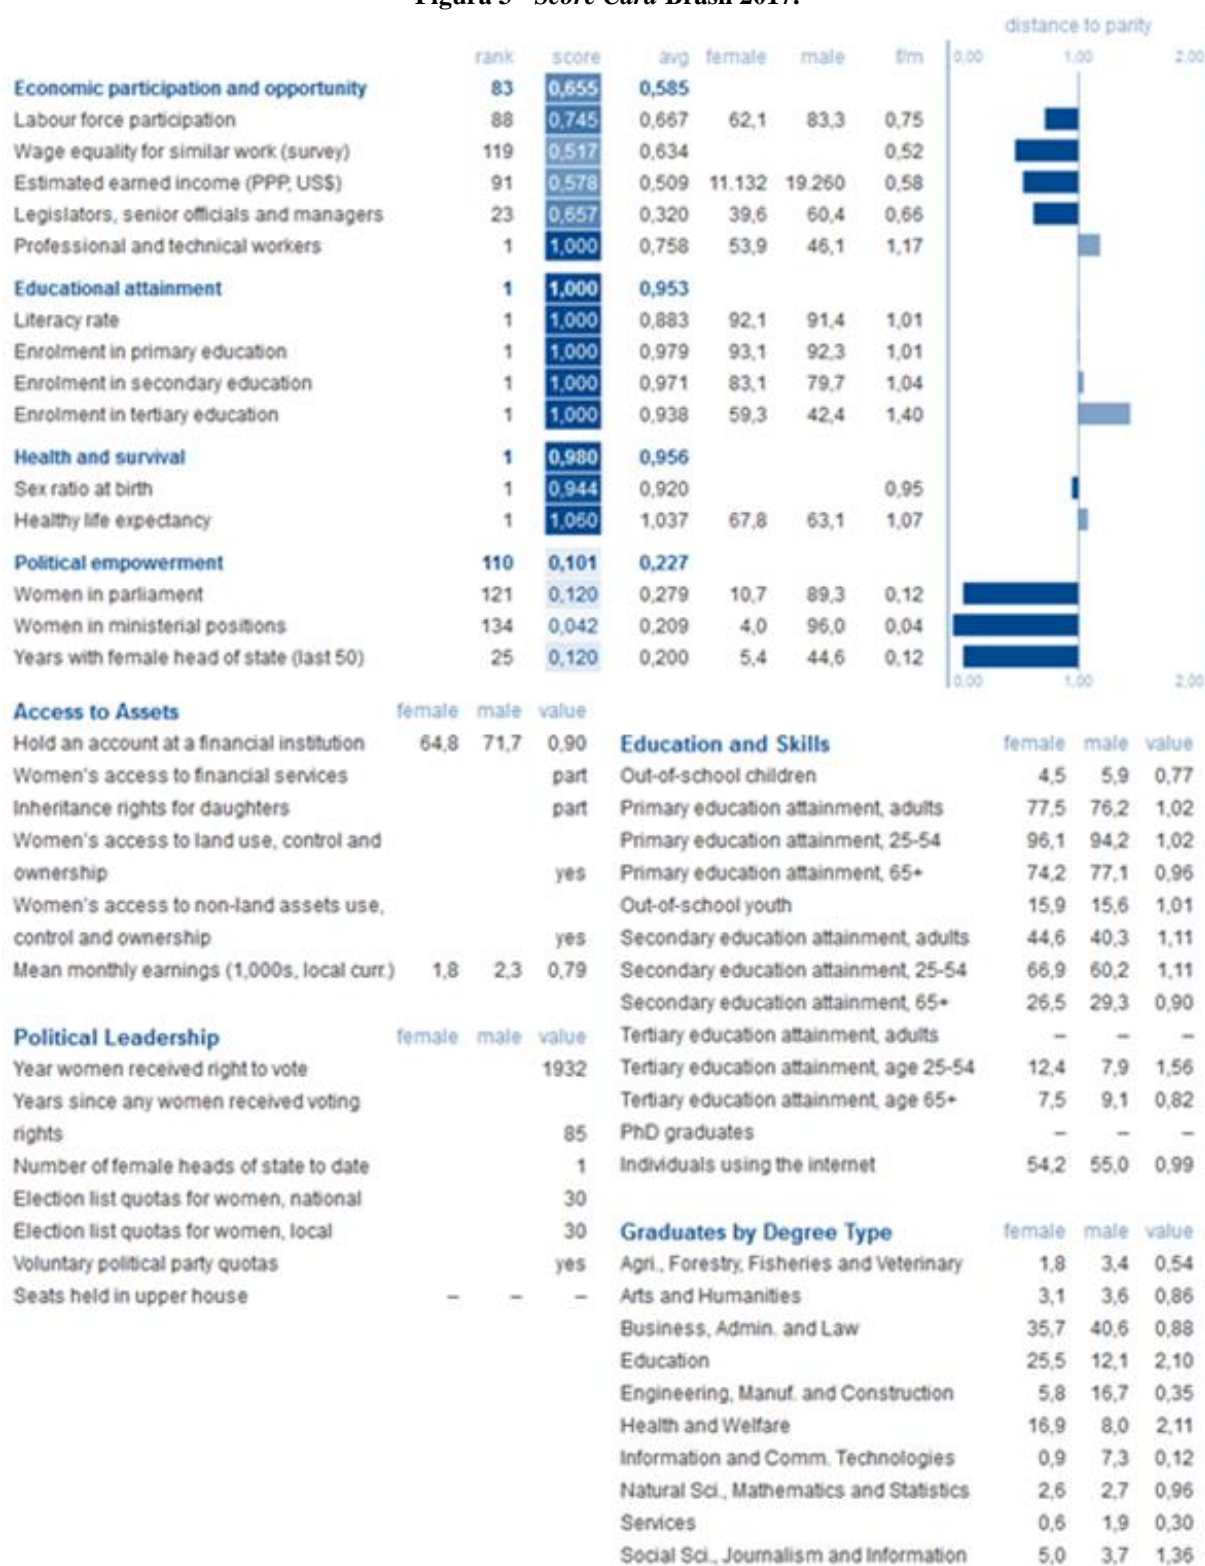 Figura 3 - Score Card Brasil 2017.
distance to parity
rank score avg female male f/m 0,00 1,00 2,00
Economic participation and opportunity 83 0,655 0,585
Labour force participation 88 0,745 0,667 62,1 83,3 0,75
Wage equality for similar work (survey) 119 0,517 0,634 0,52
Estimated earned income (PPP, US$) 91 0,578 0,509 11.132 19.260 0,58
Legislators, senior officials and managers 23 0,657 0,320 39,6 60,4 0,66
Professional and technical workers 1 1,000 0,758 53,9 46,1 1,17
Educational attainment 1 1,000 0,953
Literacy rate 1 1,000 0,883 92,1 91,4 1,01
Enrolment in primary education 1 1,000 0,979 93,1 92,3 1,01
Enrolment in secondary education 1 1,000 0,971 83,1 79,7 1,04
Enrolment in tertiary education 1 1,000 0,938 59,3 42,4 1,40
Health and survival 1 0,980 0,956
Sex ratio at birth 1 0,944 0,920 0,95
Healthy life expectancy 1 1,060 1,037 67,8 63,1 1,07
Political empowerment 110 0,101 0,227
Women in parliament 121 0,120 0,279 10,7 89,3 0,12
Women in ministerial positions 134 0,042 0,209 4,0 96,0 0,04
Years with female head of state (last 50) 25 0,120 0,200 5,4 44,6 0,12
0,00 1,00 2,00
Access to Assets female male value
Hold an account at a financial institution 64,8 71,7 0,90
Women's access to financial services part
Inheritance rights for daughters part
Women's access to land use, control and
ownership yes
Women's access to non-land assets use,
control and ownership yes
Mean monthly earnings (1,000s, local curr.) 1,8 2,3 0,79
Political Leadership female male value
Year women received right to vote 1932
Years since any women received voting
rights 85
Number of female heads of state to date 1
Election list quotas for women, national 30
Election list quotas for women, local 30
Voluntary political party quotas yes
Seats held in upper house – – –
Education and Skills female male value
Out-of-school children 4,5 5,9 0,77
Primary education attainment, adults 77,5 76,2 1,02
Primary education attainment, 25-54 96,1 94,2 1,02
Primary education attainment, 65+ 74,2 77,1 0,96
Out-of-school youth 15,9 15,6 1,01
Secondary education attainment, adults 44,6 40,3 1,11
Secondary education attainment, 25-54 66,9 60,2 1,11
Secondary education attainment, 65+ 26,5 29,3 0,90
Tertiary education attainment, adults – – –
Tertiary education attainment, age 25-54 12,4 7,9 1,56
Tertiary education attainment, age 65+ 7,5 9,1 0,82
PhD graduates – – –
Individuals using the internet 54,2 55,0 0,99
Graduates by Degree Type female male value
Agri., Forestry, Fisheries and Veterinary 1,8 3,4 0,54
Arts and Humanities 3,1 3,6 0,86
Business, Admin. and Law 35,7 40,6 0,88
Education 25,5 12,1 2,10
Engineering, Manuf. and Construction 5,8 16,7 0,35
Health and Welfare 16,9 8,0 2,11
Information and Comm. Technologies 0,9 7,3 0,12
Natural Sci., Mathematics and Statistics 2,6 2,7 0,96
Services 0,6 1,9 0,30
Social Sci., Journalism and Information 5,0 3,7 1,36